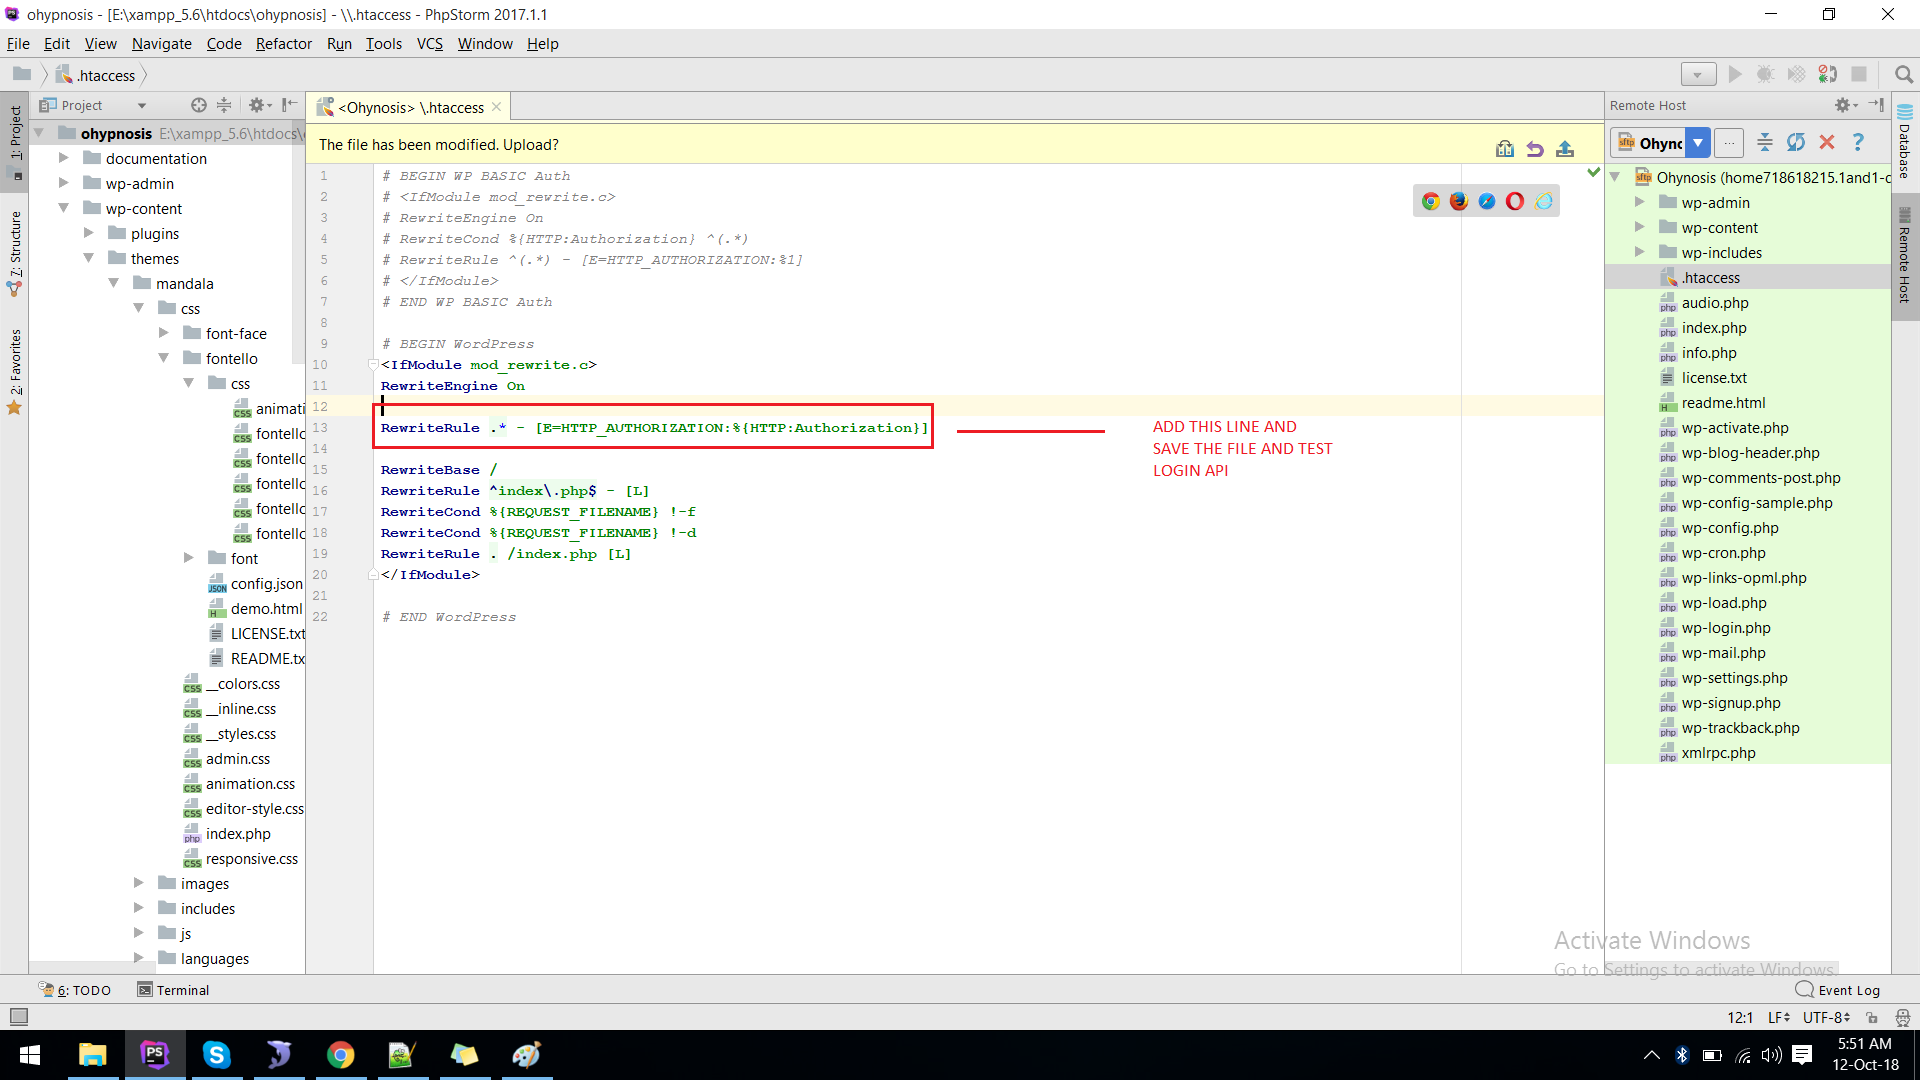 ohypnosis - [E:\xampp_5.6\htdocs\ohypnosis] - \\.htaccess - PhpStorm 2017.1.1
File Edit View Navigate Code Refactor Run Tools VCS Window Help
.htaccess
Project
<Ohynosis> \.htaccess
Remote Host
1: Project
7: Structure
2: Favorites
ohypnosis E:\xampp_5.6\htdocs\
documentation
wp-admin
wp-content
plugins
themes
mandala
css
font-face
fontello
css
animati
fontello
fontello
fontello
fontello
fontello
font
config.json
demo.html
LICENSE.txt
README.tx
__colors.css
__inline.css
__styles.css
admin.css
animation.css
editor-style.css
index.php
responsive.css
images
includes
js
languages
The file has been modified. Upload?
1 # BEGIN WP BASIC Auth
2 # <IfModule mod_rewrite.c>
3 # RewriteEngine On
4 # RewriteCond %{HTTP:Authorization} ^(.*)
5 # RewriteRule ^(.*) - [E=HTTP_AUTHORIZATION:%1]
6 # </IfModule>
7 # END WP BASIC Auth
8
9 # BEGIN WordPress
10 <IfModule mod_rewrite.c>
11 RewriteEngine On
12
13 RewriteRule .* - [E=HTTP_AUTHORIZATION:%{HTTP:Authorization}]
14
15 RewriteBase /
16 RewriteRule ^index\.php$ - [L]
17 RewriteCond %{REQUEST_FILENAME} !-f
18 RewriteCond %{REQUEST_FILENAME} !-d
19 RewriteRule . /index.php [L]
20 </IfModule>
21
22 # END WordPress
ADD THIS LINE AND
SAVE THE FILE AND TEST
LOGIN API
Ohync
Ohynosis (home718618215.1and1-c
wp-admin
wp-content
wp-includes
.htaccess
audio.php
index.php
info.php
license.txt
readme.html
wp-activate.php
wp-blog-header.php
wp-comments-post.php
wp-config-sample.php
wp-config.php
wp-cron.php
wp-links-opml.php
wp-load.php
wp-login.php
wp-mail.php
wp-settings.php
wp-signup.php
wp-trackback.php
xmlrpc.php
Database
Remote Host
Activate Windows
Go to Settings to activate Windows.
6: TODO Terminal Event Log
12:1 LF UTF-8
5:51 AM
12-Oct-18